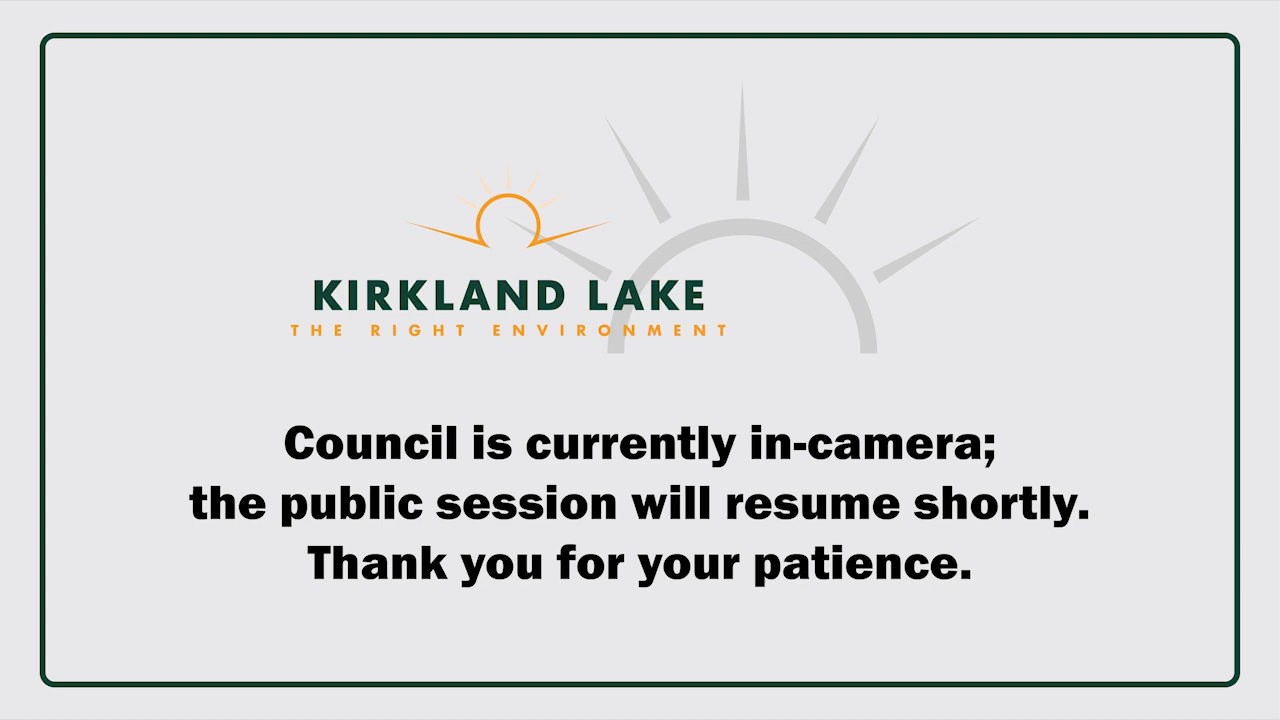 KIRKLAND LAKE
THE RIGHT ENVIRONMENT
Council is currently in-camera;
the public session will resume shortly.
Thank you for your patience.